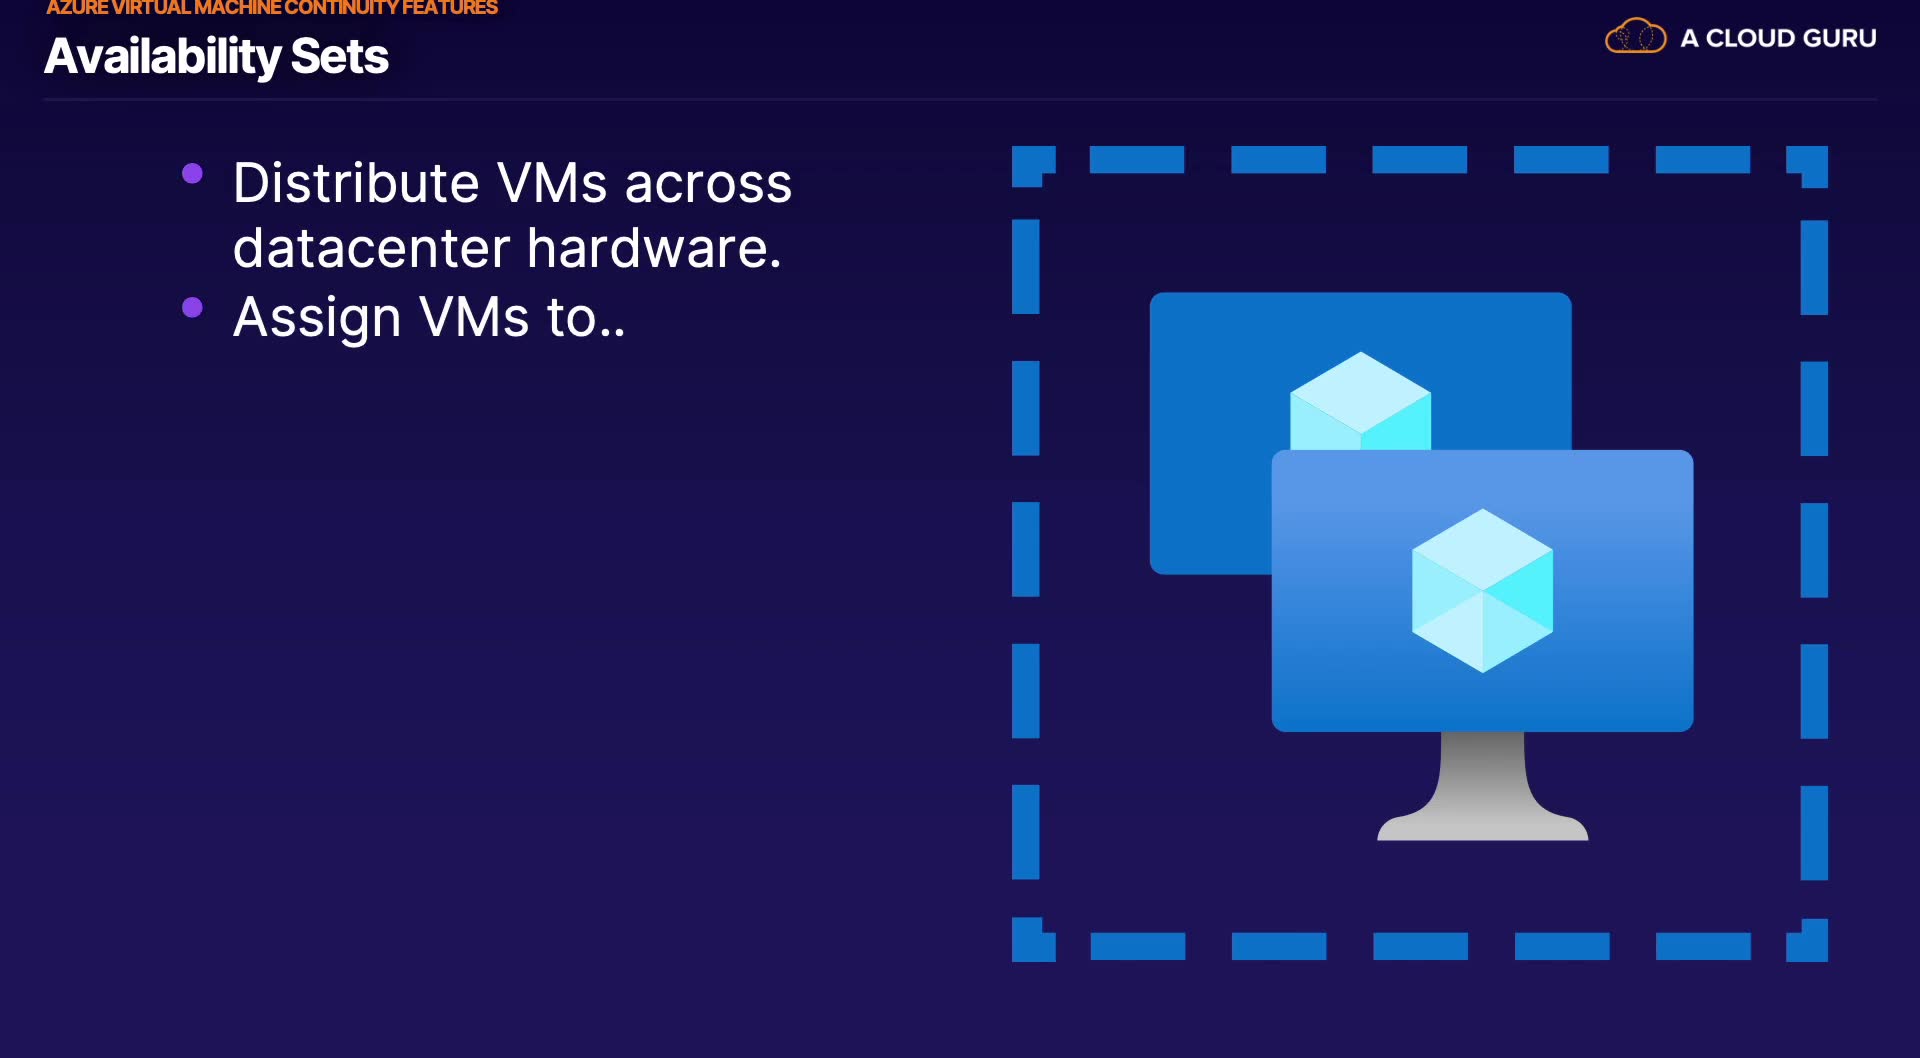 AZURE VIRTUAL MACHINE CONTINUITY FEATURES
Availability Sets
A CLOUD GURU
Distribute VMs across
datacenter hardware.
Assign VMs to..